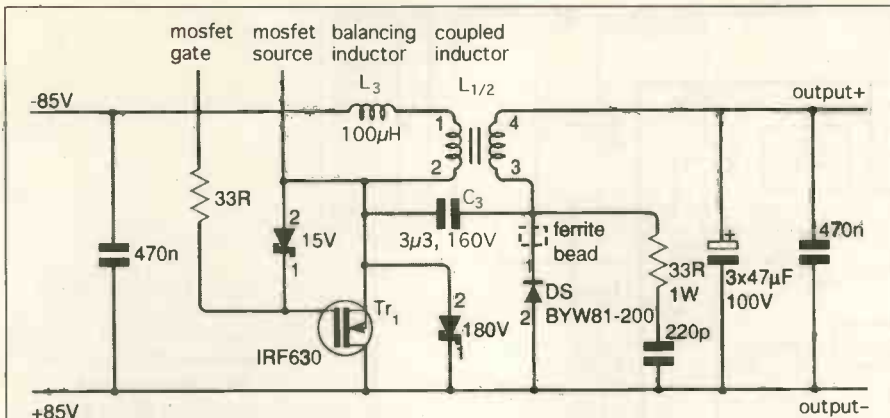 mosfet gate
mosfet source
balancing inductor
coupled inductor
L3
L1/2
-85V
output+
100µH
1
4
2
3
33R
C3
2
15V
1
3µ3, 160V
ferrite bead
470n
470n
+
33R
1W
3x47µF
100V
1
DS
2
BYW81-200
Tr1
2
180V
1
220p
IRF630
+85V
output–